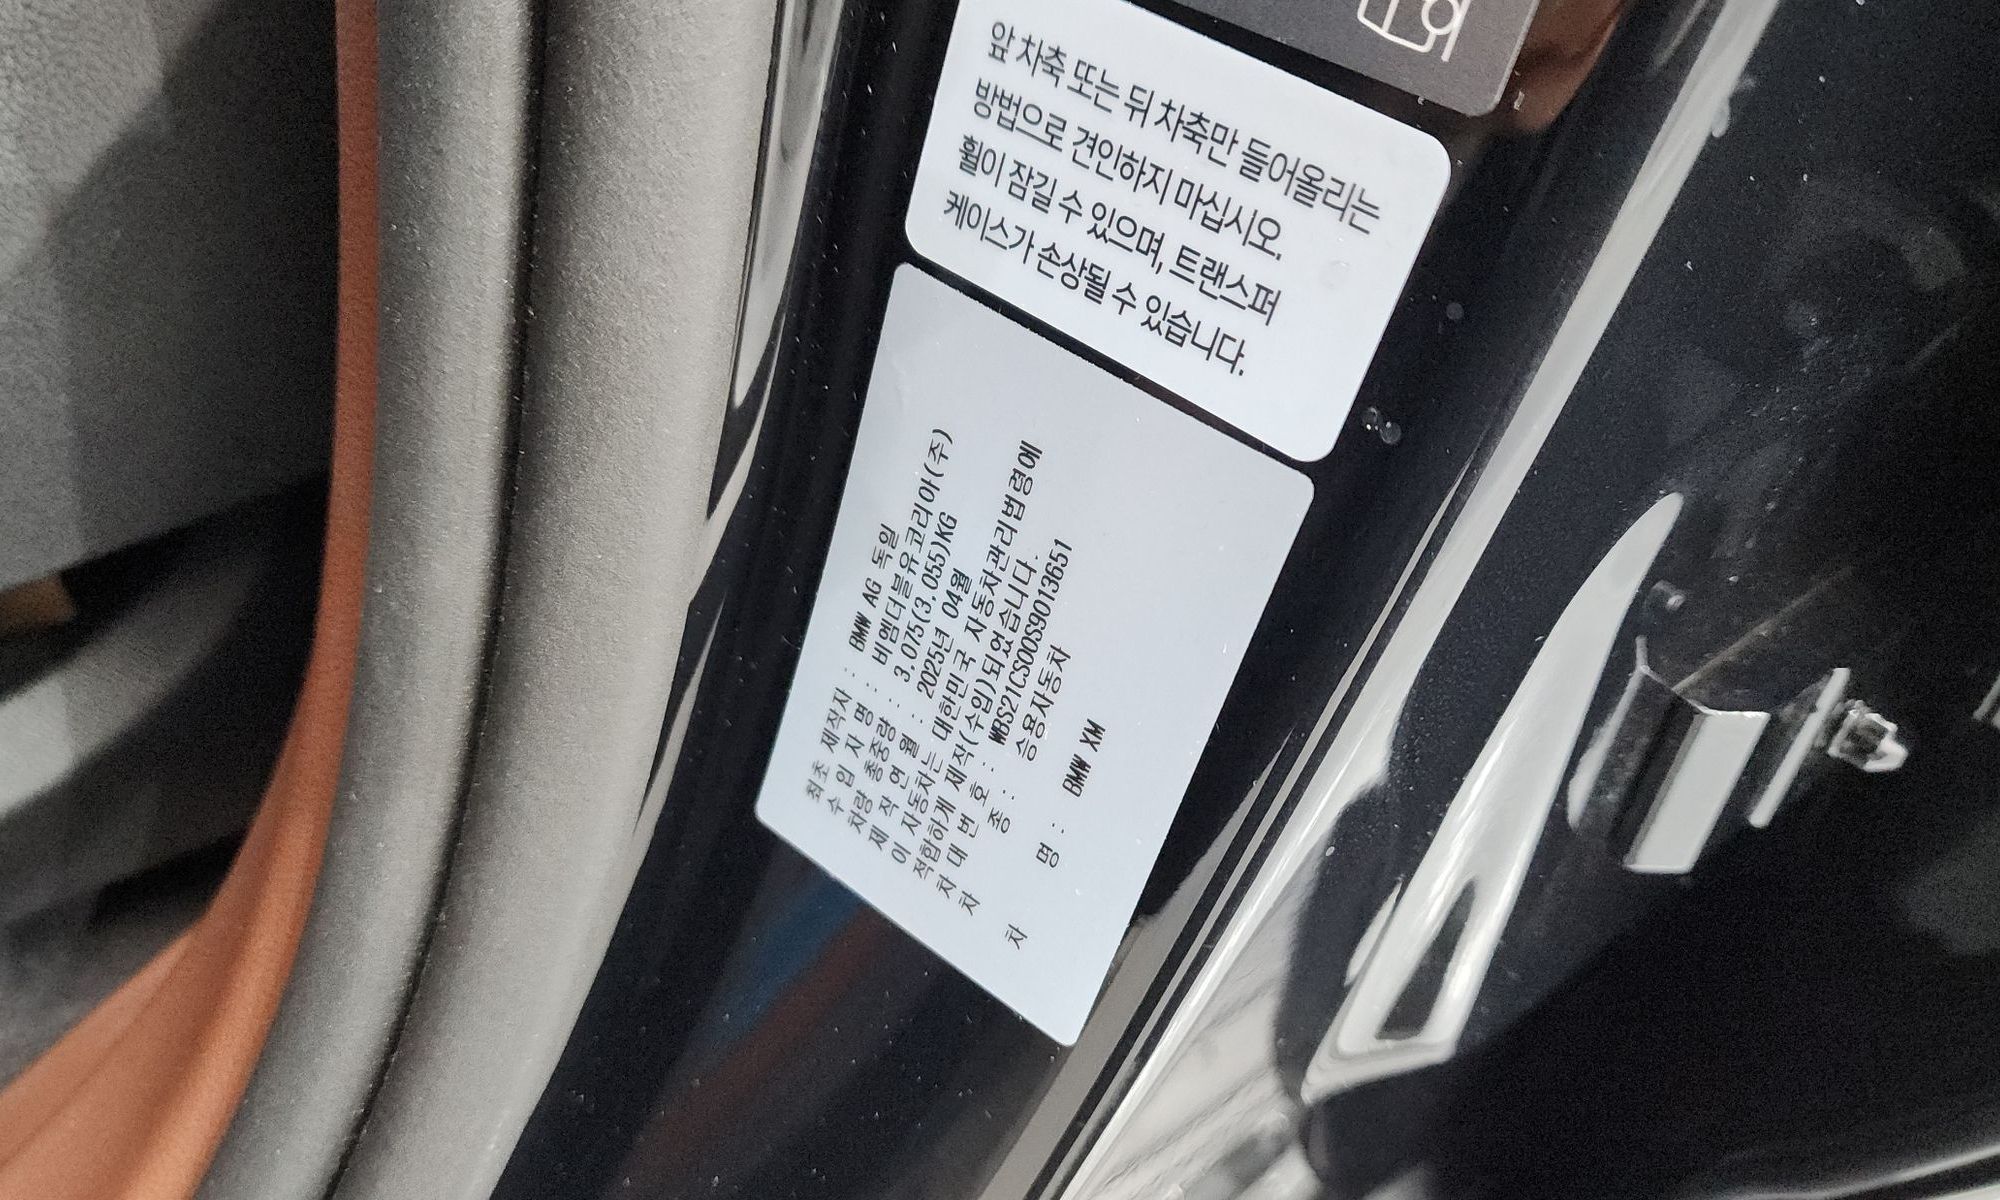 주의
앞 차축 또는 뒤 차축만 들어올리는
방법으로 견인하지 마십시오.
휠이 잠길 수 있으며, 트랜스퍼
케이스가 손상될 수 있습니다.
최초 제작자 : BMW AG 독일
수 입 자 명 : 비엠더블유코리아(주)
차량 총중량 : 3,075(3,055)KG
제 작 연 월 : 2025년 04월
이 자동차는 대한민국 자동차관리법령에
적합하게 제작(수입)되었습니다.
차 대 번 호 : WBS21CS00S9013651
차 종 : 승용자동차
차 명 : BMW XM